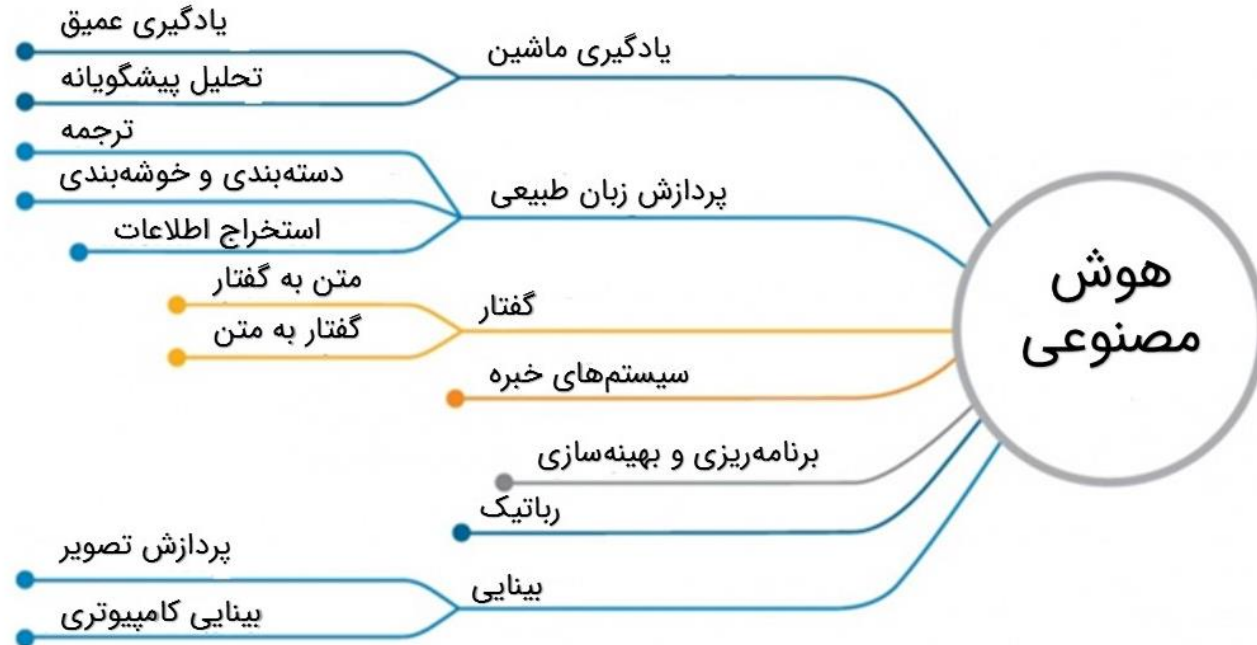 هوش
مصنوعی
یادگیری ماشین
یادگیری عمیق
تحلیل پیشگویانه
پردازش زبان طبیعی
ترجمه
دسته‌بندی و خوشه‌بندی
استخراج اطلاعات
گفتار
متن به گفتار
گفتار به متن
سیستم‌های خبره
برنامه‌ریزی و بهینه‌سازی
رباتیک
بینایی
پردازش تصویر
بینایی کامپیوتری